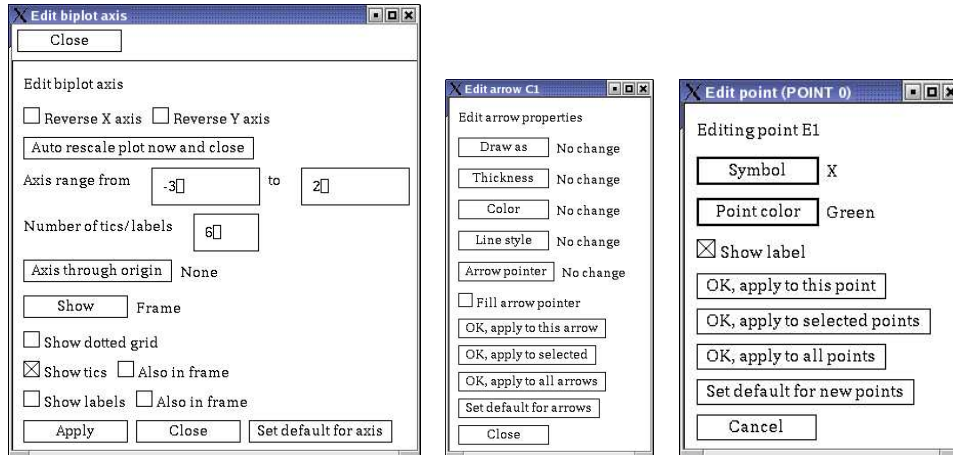 Edit biplot axis
Close
Edit biplot axis
Reverse X axis Reverse Y axis
Auto rescale plot now and close
Axis range from -3 to 2
Number of tics/labels 6
Axis through origin None
Show Frame
Show dotted grid
Show tics Also in frame
Show labels Also in frame
Apply Close Set default for axis
Edit arrow C1
Edit arrow properties
Draw as No change
Thickness No change
Color No change
Line style No change
Arrow pointer No change
Fill arrow pointer
OK, apply to this arrow
OK, apply to selected
OK, apply to all arrows
Set default for arrows
Close
Edit point (POINT 0)
Editing point E1
Symbol X
Point color Green
Show label
OK, apply to this point
OK, apply to selected points
OK, apply to all points
Set default for new points
Cancel